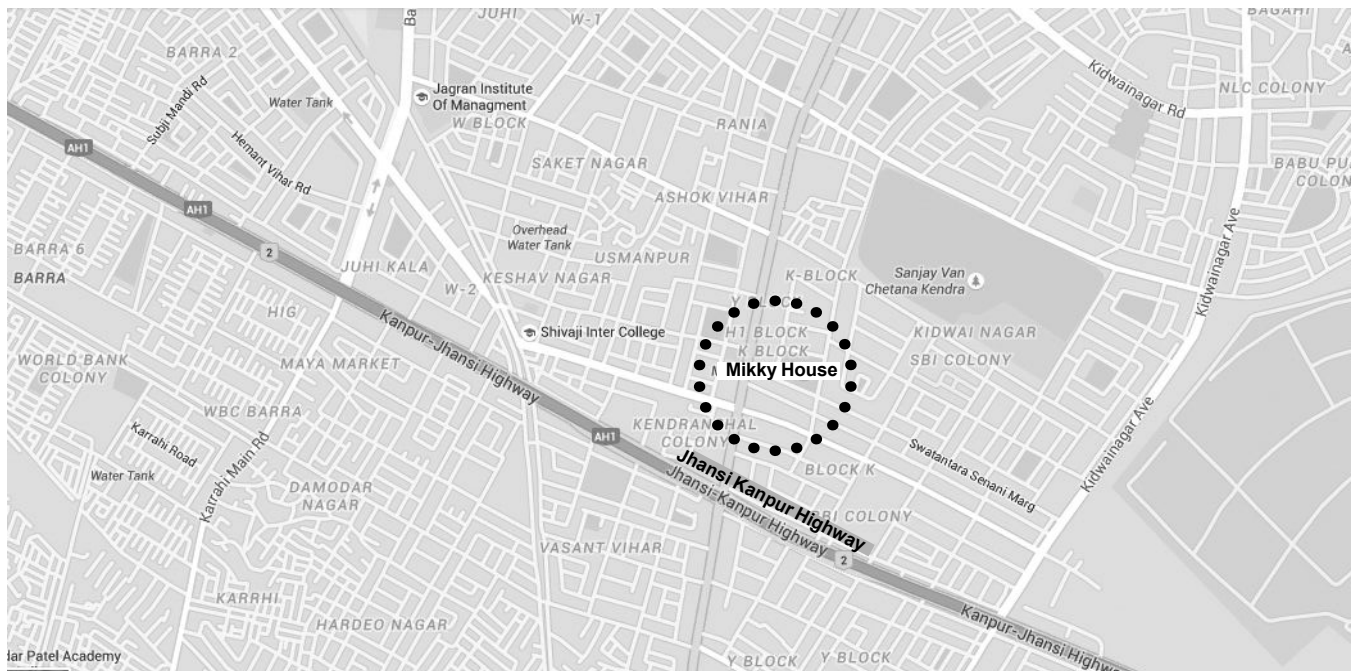 JUHI
W-1
BAGAHI
BARRA 2
Kidwainagar Rd
Jagran Institute
Of Managment
NLC COLONY
Water Tank
Subji Mandi Rd
W BLOCK
RANIA
AH1
Hemant Vihar Rd
SAKET NAGAR
BABU PU
COLON
ASHOK VIHAR
AH1
Overhead
Water Tank
Kidwainagar Ave
BARRA 6
2
USMANPUR
JUHI KALA
KESHAV NAGAR
K-BLOCK
Sanjay Van
Chetana Kendra
BARRA
W-2
Y BLOCK
HIG
Kanpur-Jhansi Highway
Shivaji Inter College
H1 BLOCK
KIDWAI NAGAR
K BLOCK
SBI COLONY
WORLD BANK
COLONY
MAYA MARKET
Mikky House
WBC BARRA
Kidwainagar Ave
Karrahi Road
AH1
COLONY
Swatantara Senani Marg
Katrahi Main Rd
Water Tank
BLOCK K
Jhansi Kanpur Highway
Jhansi-Kanpur Highway
DAMODAR
NAGAR
SBI COLONY
VASANT VIHAR
2
KARRHI
HARDEO NAGAR
Kanpur-Jhansi Highw
dar Patel Academy
Y BLOCK
Y BLOCK